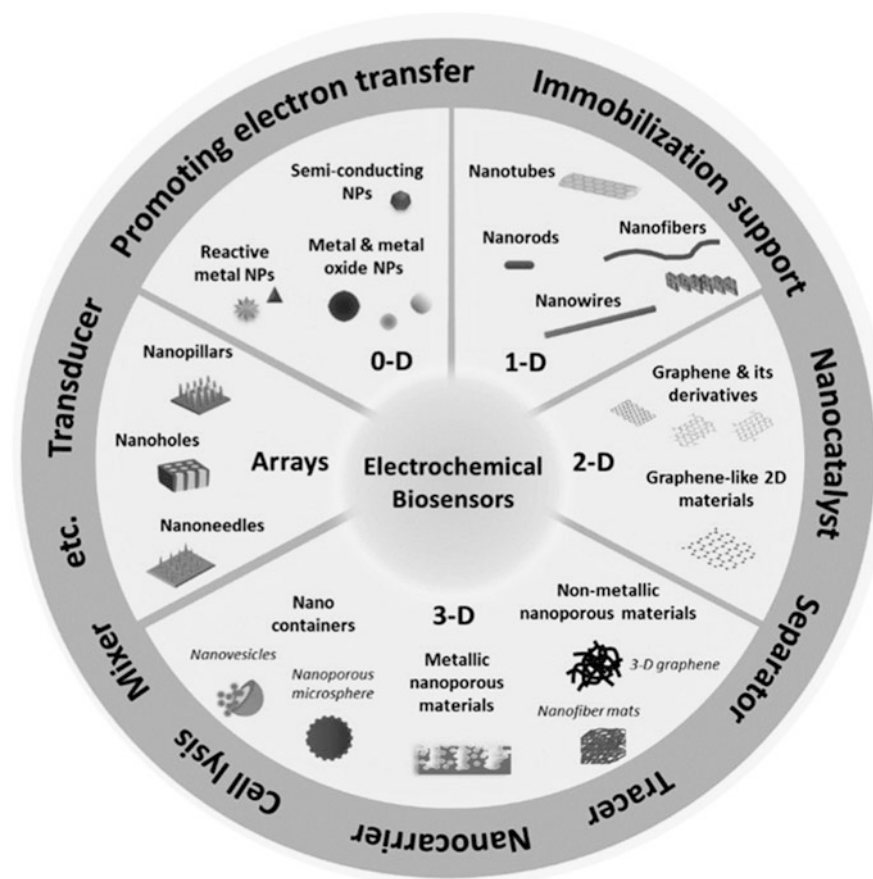 Promoting electron transfer
Immobilization support
Nanocatalyst
Separator
Tracer
Nanocarrier
Cell lysis
Mixer
etc.
Transducer
Semi-conducting
NPs
Reactive
metal NPs
Metal & metal
oxide NPs
0-D
Nanotubes
Nanorods
Nanofibers
Nanowires
1-D
Graphene & its
derivatives
2-D
Graphene-like 2D
materials
Non-metallic
nanoporous materials
3-D graphene
Nanofiber mats
3-D
Metallic
nanoporous
materials
Nano
containers
Nanovesicles
Nanoporous
microsphere
Nanopillars
Nanoholes
Arrays
Nanoneedles
Electrochemical
Biosensors